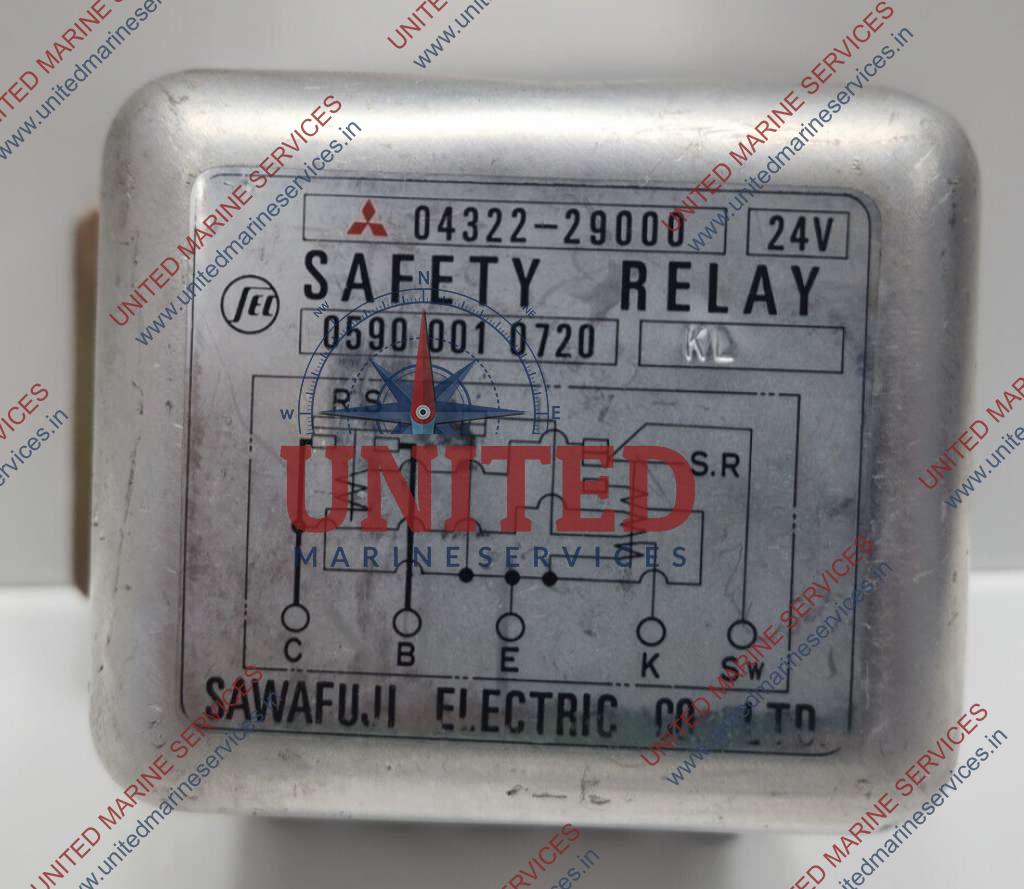 04322-29000 24V
SAFETY RELAY
SEC
0590 001 0720 KL
R.S
S.R
C B E K SW
SAWAFUJI ELECTRIC CO LTD.
N
NW
W E
UNITED
MARINE SERVICES
UNITED MARINE SERVICES
www.unitedmarineservices.in